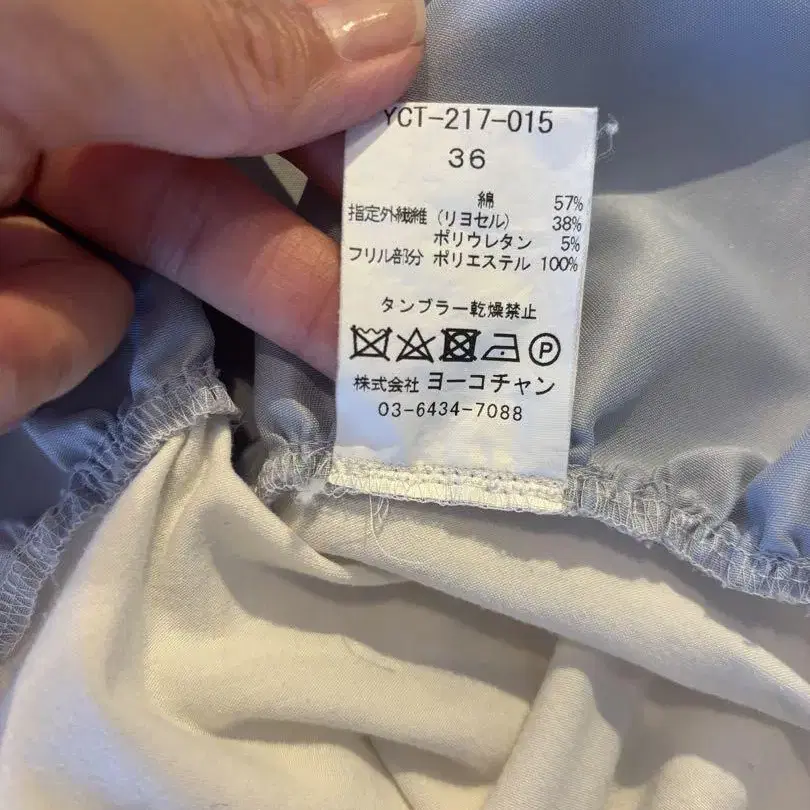 YCT-217-015
36
綿 57%
指定外繊維 (リヨセル) 38%
ポリウレタン 5%
フリル部分 ポリエステル 100%
タンブラー乾燥禁止
P
株式会社 ヨーコチャン
03-6434-7088